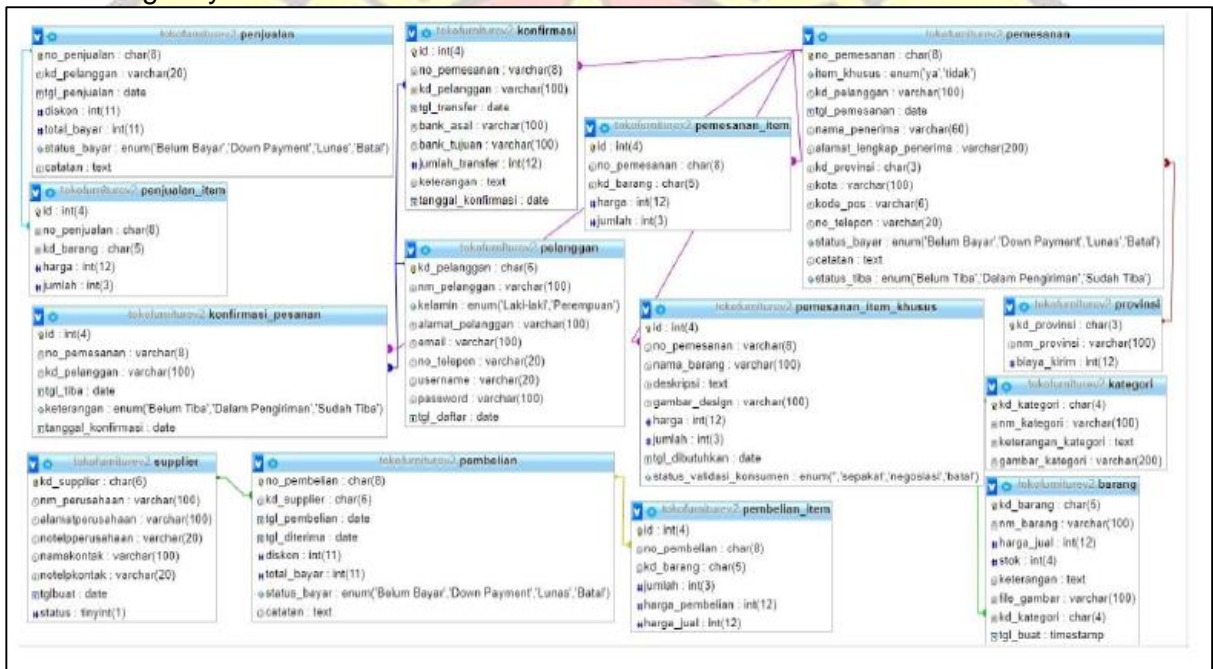 tokofurniturev2 penjualan
no_penjualan : char(8)
kd_pelanggan : varchar(20)
tgl_penjualan : date
diskon : int(11)
total_bayar : int(11)
status_bayar : enum('Belum Bayar','Down Payment','Lunas','Batal')
catatan : text
tokofurniturev2 penjualan_item
id : int(4)
no_penjualan : char(8)
kd_barang : char(5)
harga : int(12)
jumlah : int(3)
tokofurniturev2 konfirmasi_pesanan
id : int(4)
no_pemesanan : varchar(8)
kd_pelanggan : varchar(100)
tgl_tiba : date
keterangan : enum('Belum Tiba','Dalam Pengiriman','Sudah Tiba')
tanggal_konfirmasi : date
tokofurniturev2 supplier
kd_supplier : char(6)
nm_perusahaan : varchar(100)
alamatperusahaan : varchar(100)
notelpperusahaan : varchar(20)
namakontak : varchar(100)
notelpkontak : varchar(20)
tglbuat : date
status : tinyint(1)
tokofurniturev2 konfirmasi
id : int(4)
no_pemesanan : varchar(8)
kd_pelanggan : varchar(100)
tgl_transfer : date
bank_asal : varchar(100)
bank_tujuan : varchar(100)
jumlah_transfer : int(12)
keterangan : text
tanggal_konfirmasi : date
tokofurniturev2 pelanggan
kd_pelanggan : char(6)
nm_pelanggan : varchar(100)
kelamin : enum('Laki-laki','Perempuan')
alamat_pelanggan : varchar(100)
email : varchar(100)
no_telepon : varchar(20)
username : varchar(20)
password : varchar(100)
tgl_daftar : date
tokofurniturev2 pembelian
no_pembelian : char(8)
kd_supplier : char(6)
tgl_pembelian : date
tgl_diterima : date
diskon : int(11)
total_bayar : int(11)
status_bayar : enum('Belum Bayar','Down Payment','Lunas','Batal')
catatan : text
tokofurniturev2 pemesanan_item
id : int(4)
no_pemesanan : char(8)
kd_barang : char(5)
harga : int(12)
jumlah : int(3)
tokofurniturev2 pemesanan
no_pemesanan : char(8)
item_khusus : enum('ya','tidak')
kd_pelanggan : varchar(100)
tgl_pemesanan : date
nama_penerima : varchar(60)
alamat_lengkap_penerima : varchar(200)
kd_provinsi : char(3)
kota : varchar(100)
kode_pos : varchar(6)
no_telepon : varchar(20)
status_bayar : enum('Belum Bayar','Down Payment','Lunas','Batal')
catatan : text
status_tiba : enum('Belum Tiba','Dalam Pengiriman','Sudah Tiba')
tokofurniturev2 pemesanan_item_khusus
id : int(4)
no_pemesanan : varchar(8)
nama_barang : varchar(100)
deskripsi : text
gambar_design : varchar(100)
harga : int(12)
jumlah : int(3)
tgl_dibutuhkan : date
status_validasi_konsumen : enum('','sepakat','negosiasi','batal')
tokofurniturev2 pembelian_item
id : int(4)
no_pembelian : char(8)
kd_barang : char(5)
jumlah : int(3)
harga_pembelian : int(12)
harga_jual : int(12)
tokofurniturev2 provinsi
kd_provinsi : char(3)
nm_provinsi : varchar(100)
biaya_kirim : int(12)
tokofurniturev2 kategori
kd_kategori : char(4)
nm_kategori : varchar(100)
keterangan_kategori : text
gambar_kategori : varchar(200)
tokofurniturev2 barang
kd_barang : char(5)
nm_barang : varchar(100)
harga_jual : int(12)
stok : int(4)
keterangan : text
file_gambar : varchar(100)
kd_kategori : char(4)
tgl_buat : timestamp